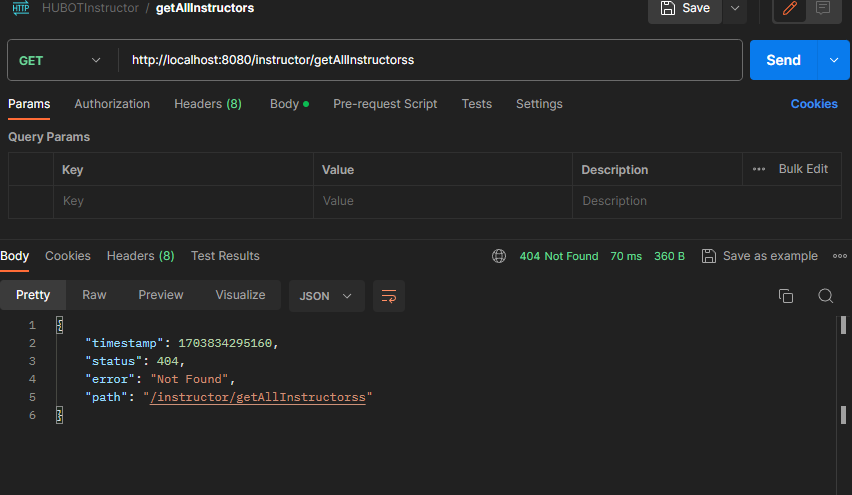 HTTP HUBOTInstructor / getAllInstructors Save
GET http://localhost:8080/instructor/getAllInstructorss Send
Params Authorization Headers (8) Body Pre-request Script Tests Settings Cookies
Query Params
Key Value Description ••• Bulk Edit
Key Value Description
Body Cookies Headers (8) Test Results 404 Not Found 70 ms 360 B Save as example
Pretty Raw Preview Visualize JSON
1 {
2 "timestamp": 1703834295160,
3 "status": 404,
4 "error": "Not Found",
5 "path": "/instructor/getAllInstructorss"
6 }